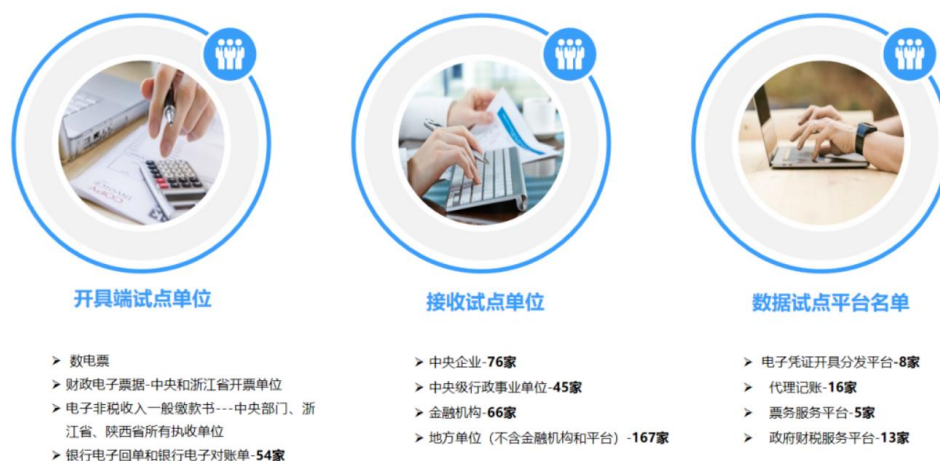 开具端试点单位
➤ 数电票
➤ 财政电子票据-中央和浙江省开票单位
➤ 电子非税收入一般缴款书---中央部门、浙
江省、陕西省所有执收单位
➤ 银行电子回单和银行电子对账单-54家
接收试点单位
➤ 中央企业-76家
➤ 中央级行政事业单位-45家
➤ 金融机构-66家
➤ 地方单位（不含金融机构和平台）-167家
数据试点平台名单
➤ 电子凭证开具分发平台-8家
➤ 代理记账-16家
➤ 票务服务平台-5家
➤ 政府财税服务平台-13家